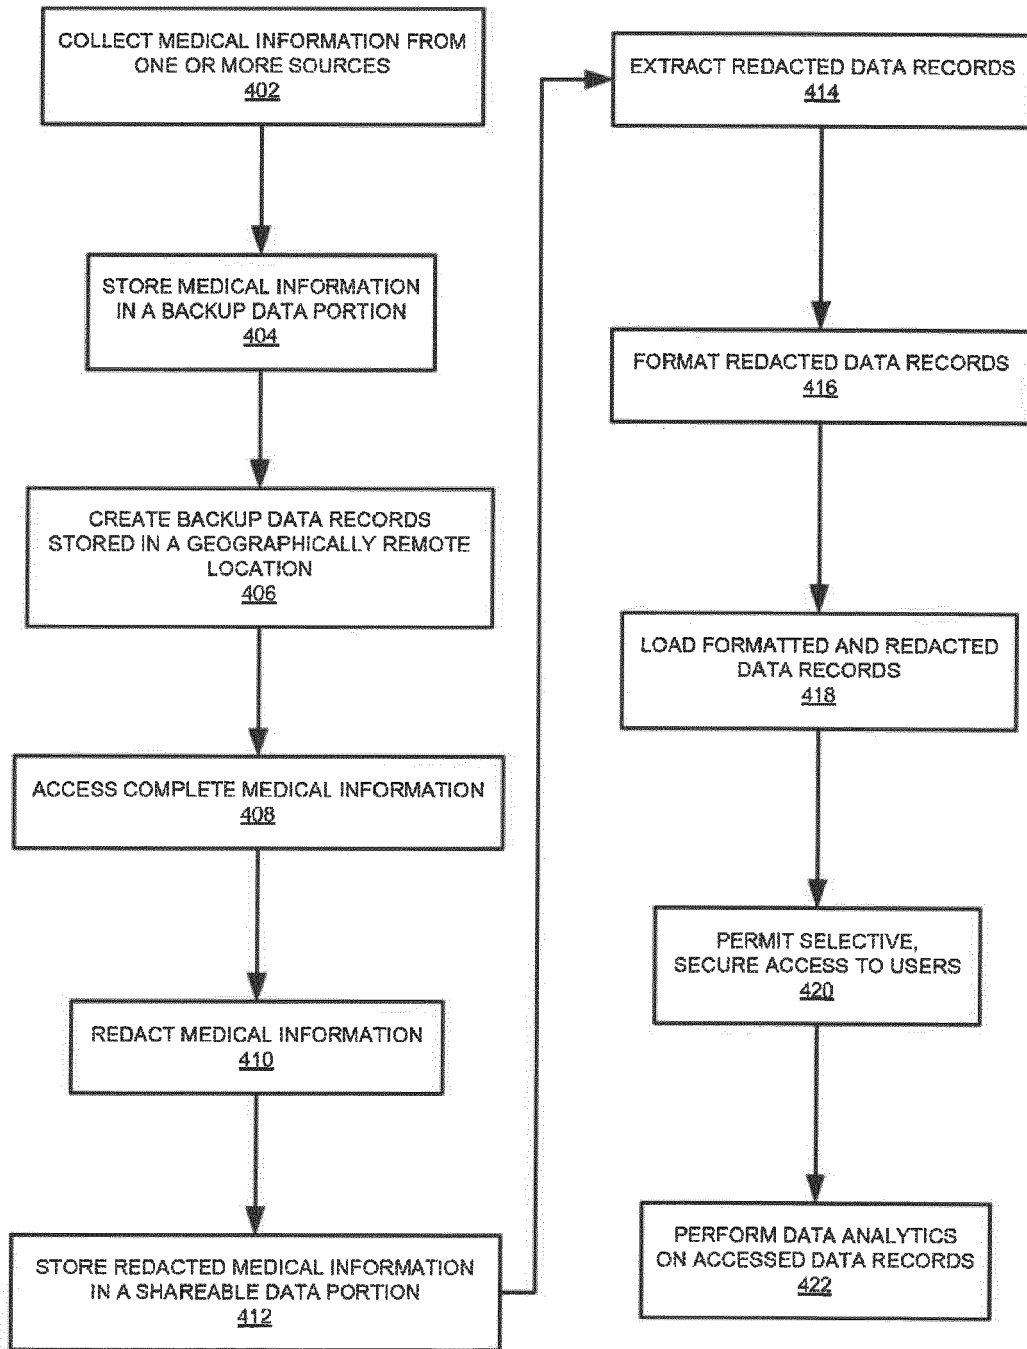 COLLECT MEDICAL INFORMATION FROM
ONE OR MORE SOURCES
402
STORE MEDICAL INFORMATION
IN A BACKUP DATA PORTION
404
CREATE BACKUP DATA RECORDS
STORED IN A GEOGRAPHICALLY REMOTE
LOCATION
406
ACCESS COMPLETE MEDICAL INFORMATION
408
REDACT MEDICAL INFORMATION
410
STORE REDACTED MEDICAL INFORMATION
IN A SHAREABLE DATA PORTION
412
EXTRACT REDACTED DATA RECORDS
414
FORMAT REDACTED DATA RECORDS
416
LOAD FORMATTED AND REDACTED
DATA RECORDS
418
PERMIT SELECTIVE,
SECURE ACCESS TO USERS
420
PERFORM DATA ANALYTICS
ON ACCESSED DATA RECORDS
422